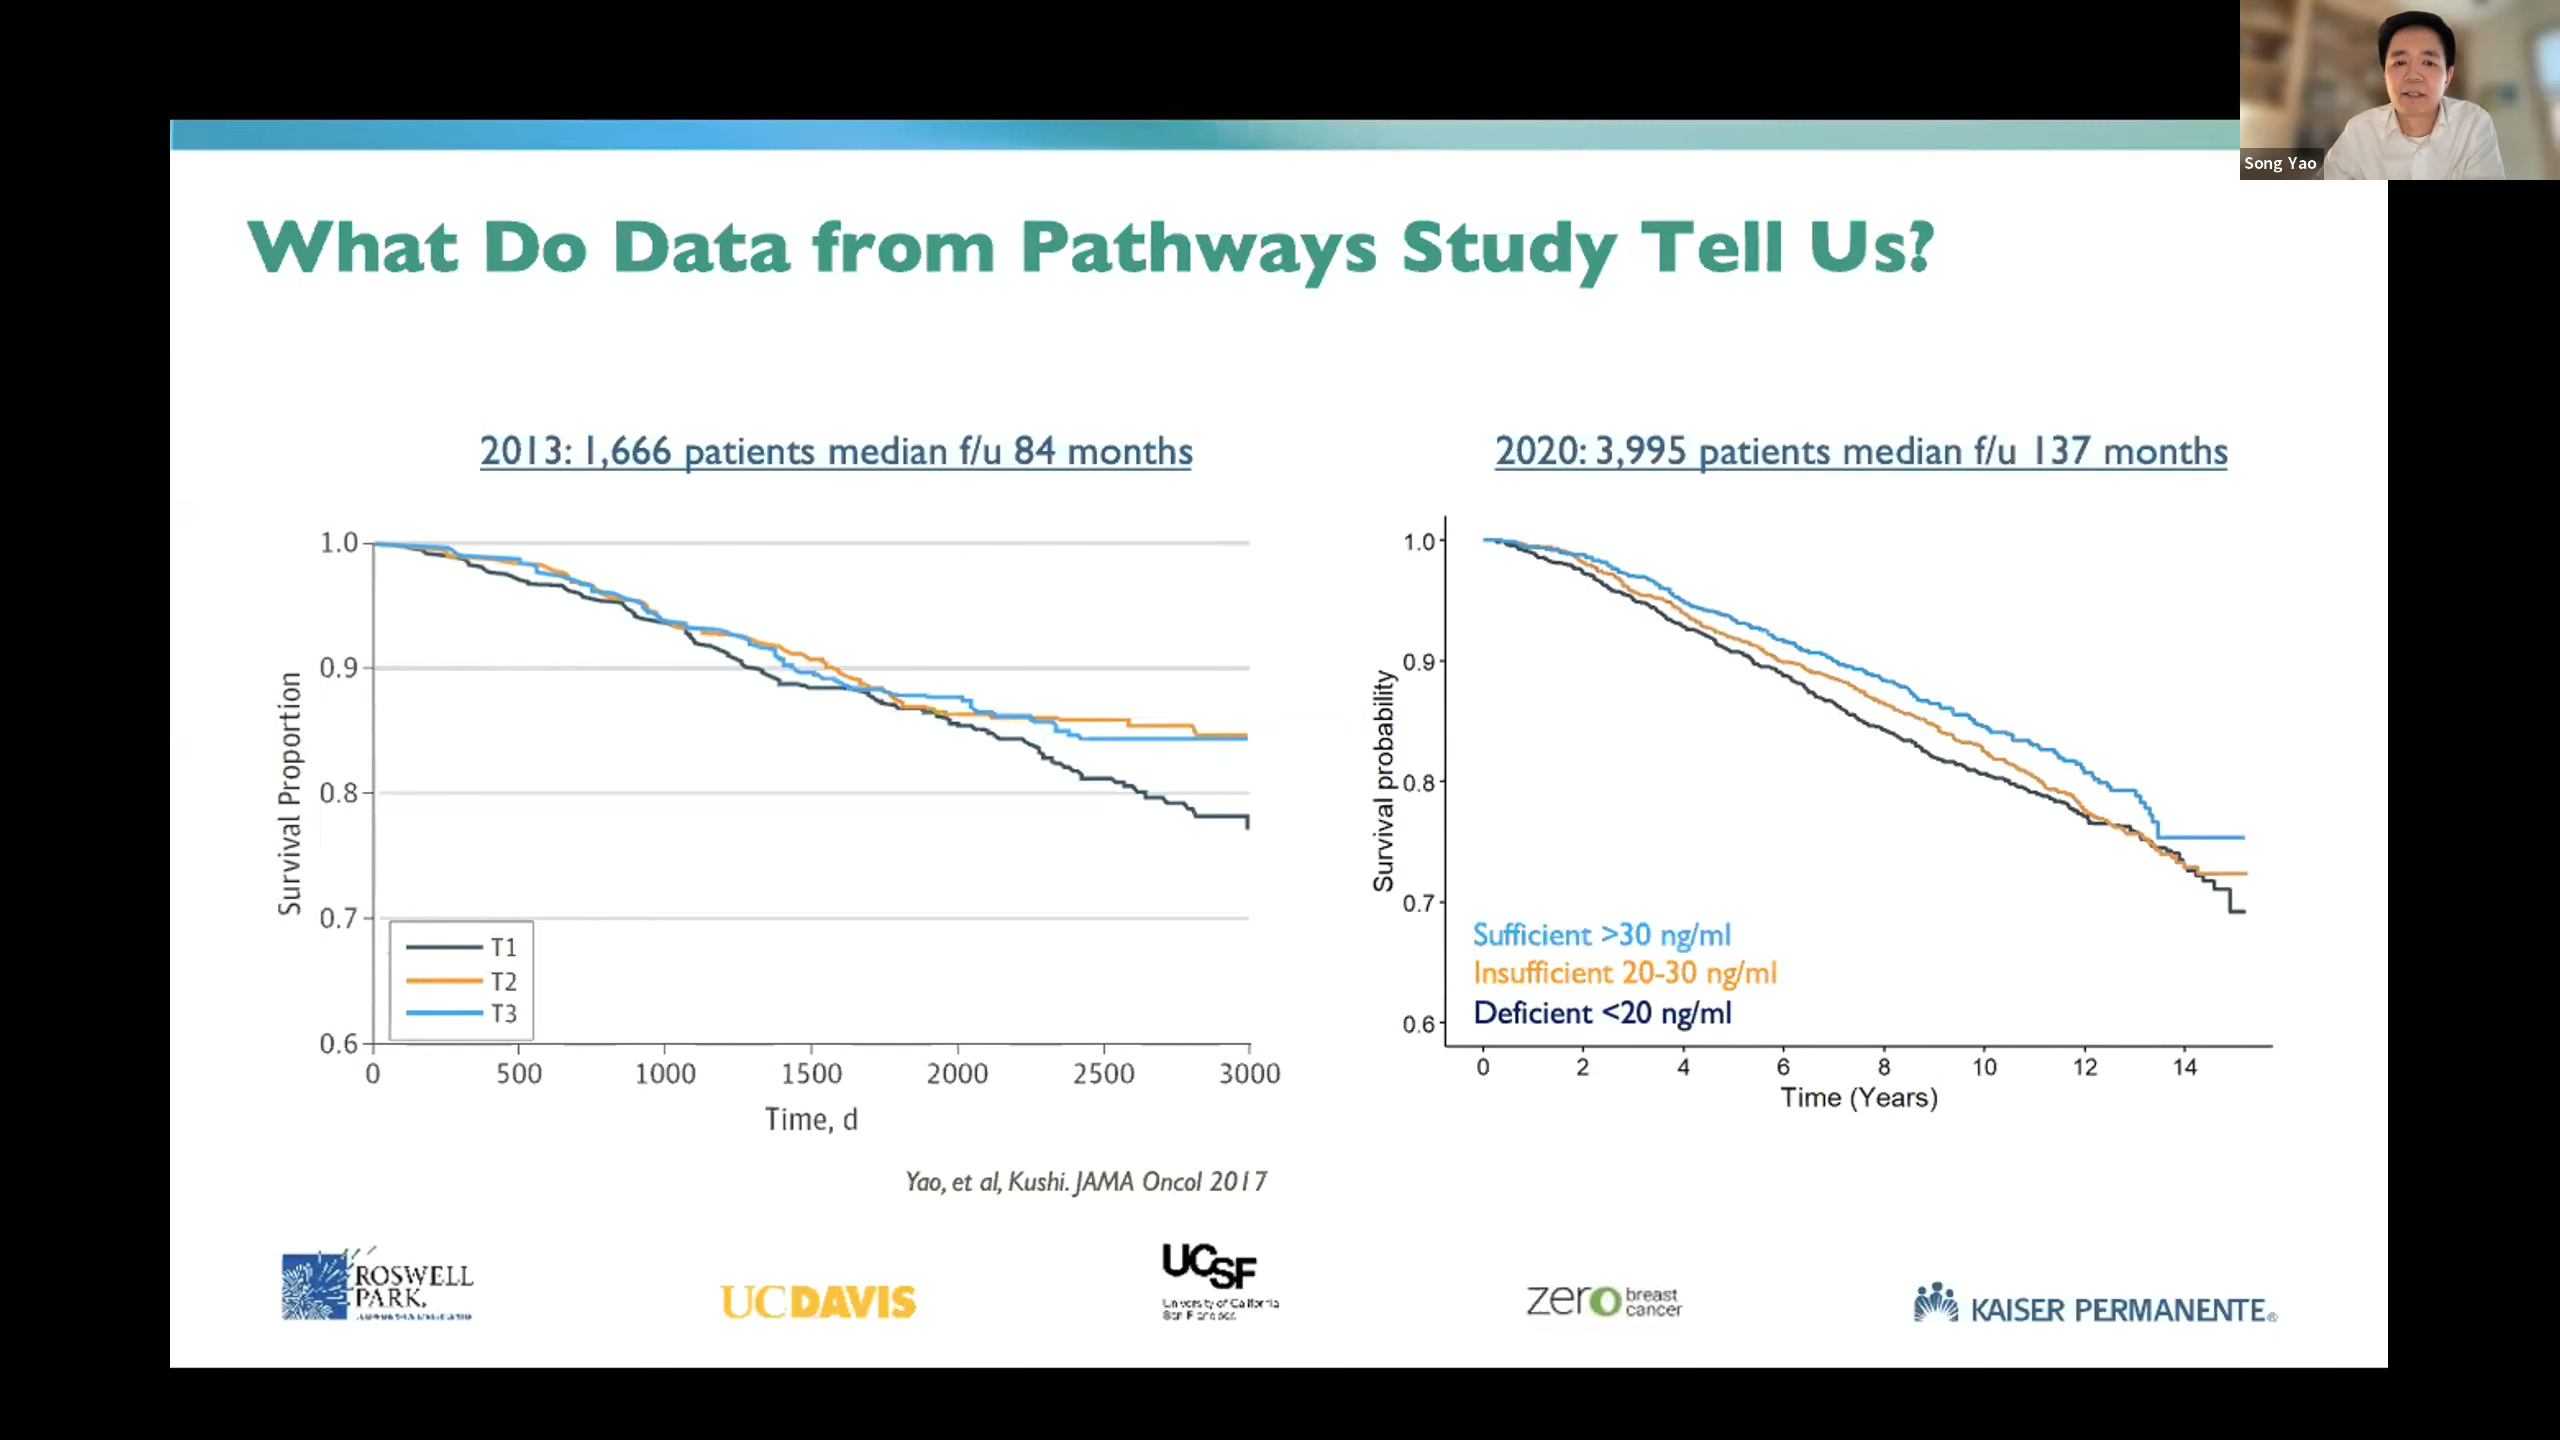 Song Yao
What Do Data from Pathways Study Tell Us?
2013: 1,666 patients median f/u 84 months
1.0
0.9
0.8
0.7
0.6
Survival Proportion
T1
T2
T3
0
500
1000
1500
2000
2500
3000
Time, d
Yao, et al, Kushi. JAMA Oncol 2017
2020: 3,995 patients median f/u 137 months
1.0
0.9
0.8
0.7
0.6
Survival probability
Sufficient >30 ng/ml
Insufficient 20-30 ng/ml
Deficient <20 ng/ml
0
2
4
6
8
10
12
14
Time (Years)
ROSWELL
PARK.
UCDAVIS
UCSF
University of California
San Francisco
zero breast
cancer
KAISER PERMANENTE®